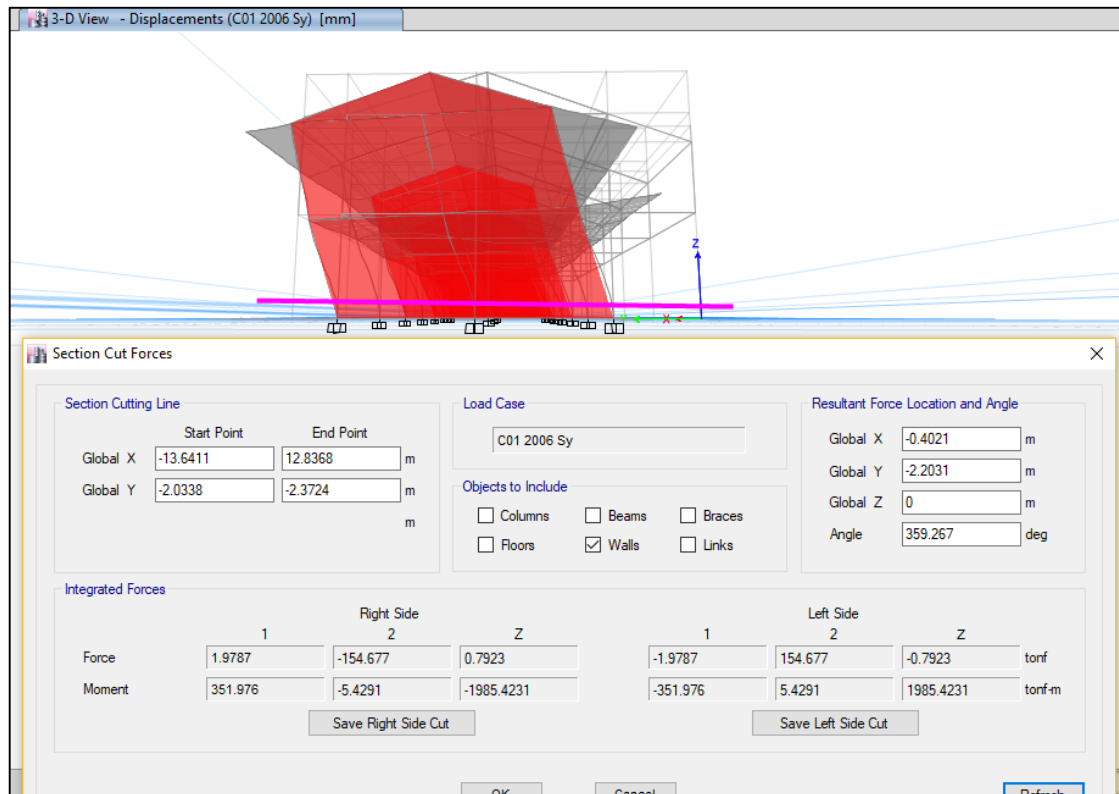 3-D View - Displacements (C01 2006 Sy) [mm]
Z
Y X
Section Cut Forces
Section Cutting Line
Start Point End Point
Global X -13.6411 12.8368 m
Global Y -2.0338 -2.3724 m
m
Load Case
C01 2006 Sy
Objects to Include
Columns Beams Braces
Floors Walls Links
Resultant Force Location and Angle
Global X -0.4021 m
Global Y -2.2031 m
Global Z 0 m
Angle 359.267 deg
Integrated Forces
Right Side Left Side
1 2 Z 1 2 Z
Force 1.9787 -154.677 0.7923 -1.9787 154.677 -0.7923 tonf
Moment 351.976 -5.4291 -1985.4231 -351.976 5.4291 1985.4231 tonf-m
Save Right Side Cut Save Left Side Cut
OK Cancel Refresh